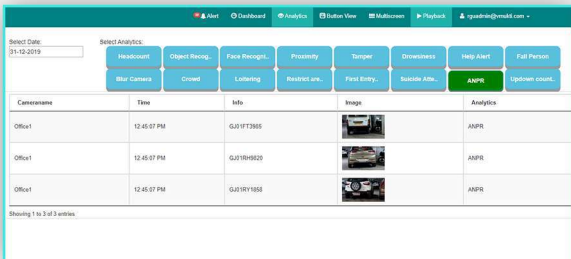 Alert Dashboard Analytics Button View Multiscreen Playback rguadmin@vmukti.com
Select Date: Select Analytics:
31-12-2019
Headcount Object Recog.. Face Recogni.. Proximity Tamper Drowsiness Help Alert Fall Person
Blur Camera Crowd Loitering Restrict are.. First Entry.. Suicide Atte.. ANPR Updown count..
Cameraname Time Info Image Analytics
Office1 12:45:07 PM GJ01FT3985 ANPR
Office1 12:45:07 PM GJ01RH9820 ANPR
Office1 12:45:07 PM GJ01RY1058 ANPR
Showing 1 to 3 of 3 entries